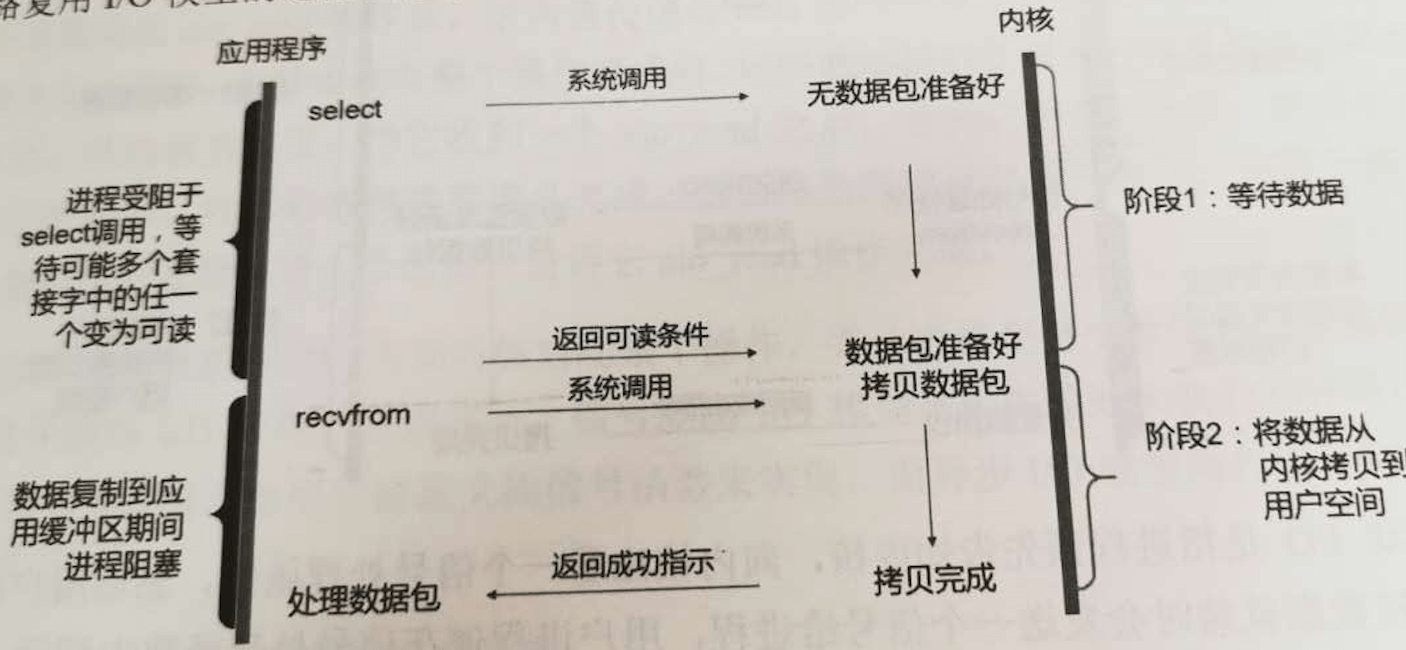 路复用 I/O 模型的
应用程序
内核
select
系统调用
无数据包准备好
进程受阻于
select调用，等
待可能多个套
接字中的任一
个变为可读
阶段1：等待数据
返回可读条件
数据包准备好
系统调用
拷贝数据包
recvfrom
阶段2：将数据从
内核拷贝到
用户空间
数据复制到应
用缓冲区期间
进程阻塞
返回成功指示
拷贝完成
处理数据包